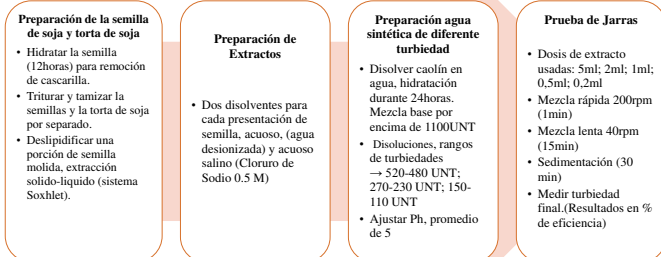 Preparación de la semilla
de soja y torta de soja
• Hidratar la semilla
(12horas) para remoción
de cascarilla.
• Triturar y tamizar la
semillas y la torta de soja
por separado.
• Deslipidificar una
porción de semilla
molida, extracción
solido-liquido (sistema
Soxhlet).
Preparación de
Extractos
• Dos disolventes para
cada presentación de
semilla, acuoso, (agua
desionizada) y acuoso
salino (Cloruro de
Sodio 0.5 M)
Preparación agua
sintética de diferente
turbiedad
• Disolver caolín en
agua, hidratación
durante 24horas.
Mezcla base por
encima de 1100UNT
• Disoluciones, rangos
de turbiedades
→ 520-480 UNT;
270-230 UNT; 150-
110 UNT
• Ajustar Ph, promedio
de 5
Prueba de Jarras
• Dosis de extracto
usadas: 5ml; 2ml; 1ml;
0,5ml; 0,2ml
• Mezcla rápida 200rpm
(1min)
• Mezcla lenta 40rpm
(15min)
• Sedimentación (30
min)
• Medir turbiedad
final.(Resultados en %
de eficiencia)